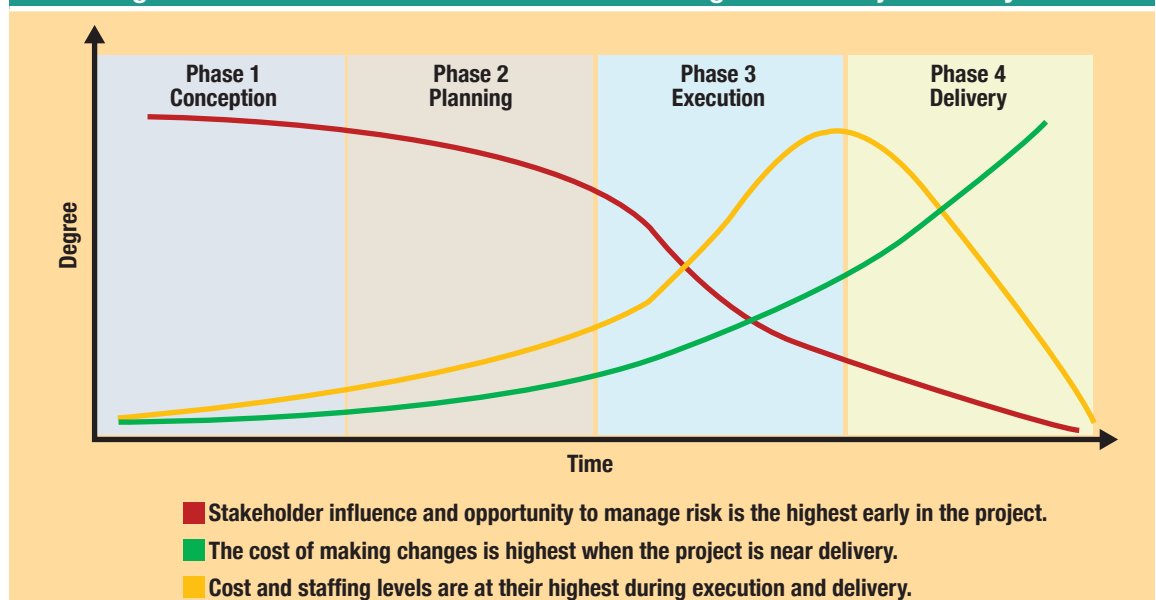 Phase 1
Conception
Phase 2
Planning
Phase 3
Execution
Phase 4
Delivery
Degree
Time
Stakeholder influence and opportunity to manage risk is the highest early in the project.
The cost of making changes is highest when the project is near delivery.
Cost and staffing levels are at their highest during execution and delivery.